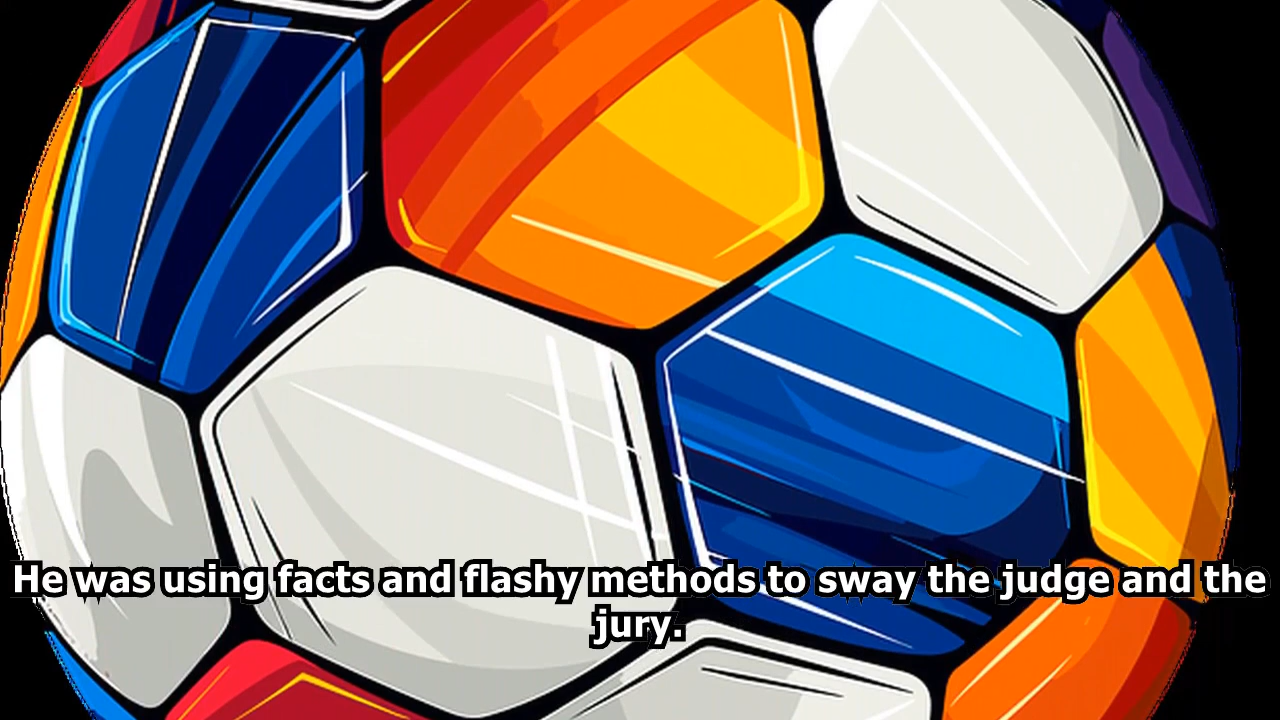 He was using facts and flashy methods to sway the judge and the
jury.